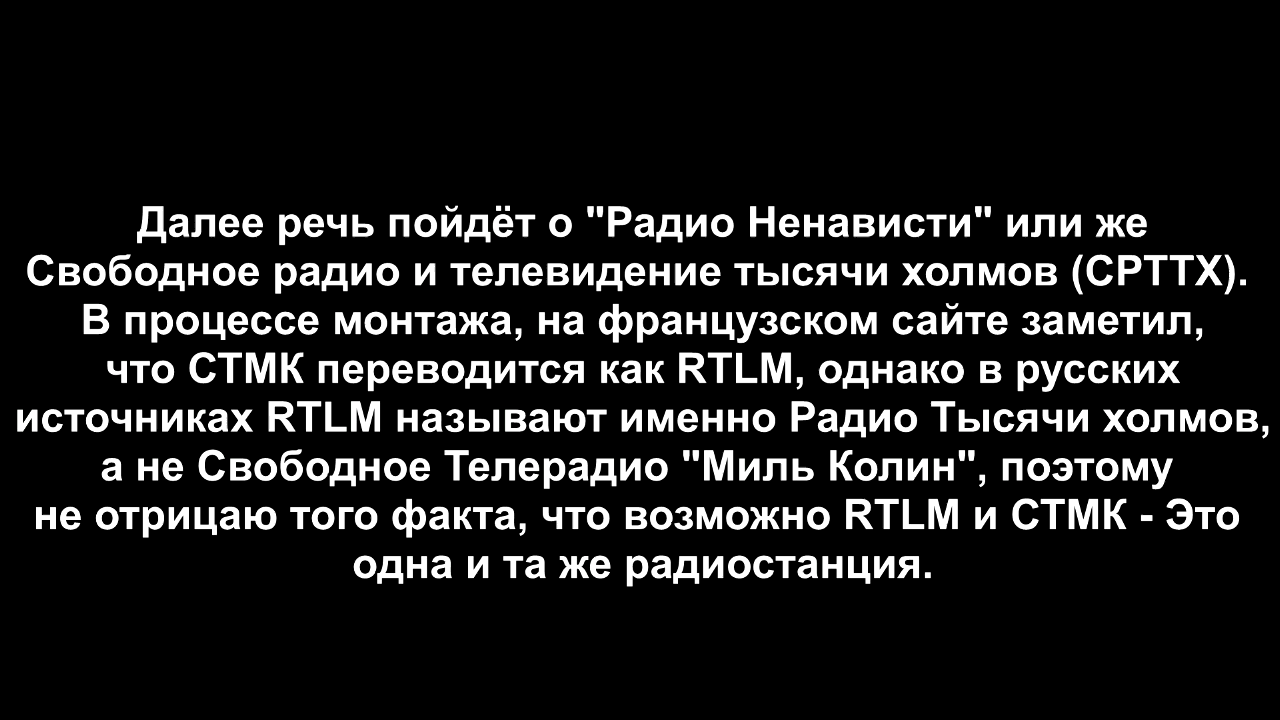 Далее речь пойдёт о "Радио Ненависти" или же
Свободное радио и телевидение тысячи холмов (СРТТХ).
В процессе монтажа, на французском сайте заметил,
что СТМК переводится как RTLM, однако в русских
источниках RTLM называют именно Радио Тысячи холмов,
а не Свободное Телерадио "Миль Колин", поэтому
не отрицаю того факта, что возможно RTLM и СТМК - Это
одна и та же радиостанция.